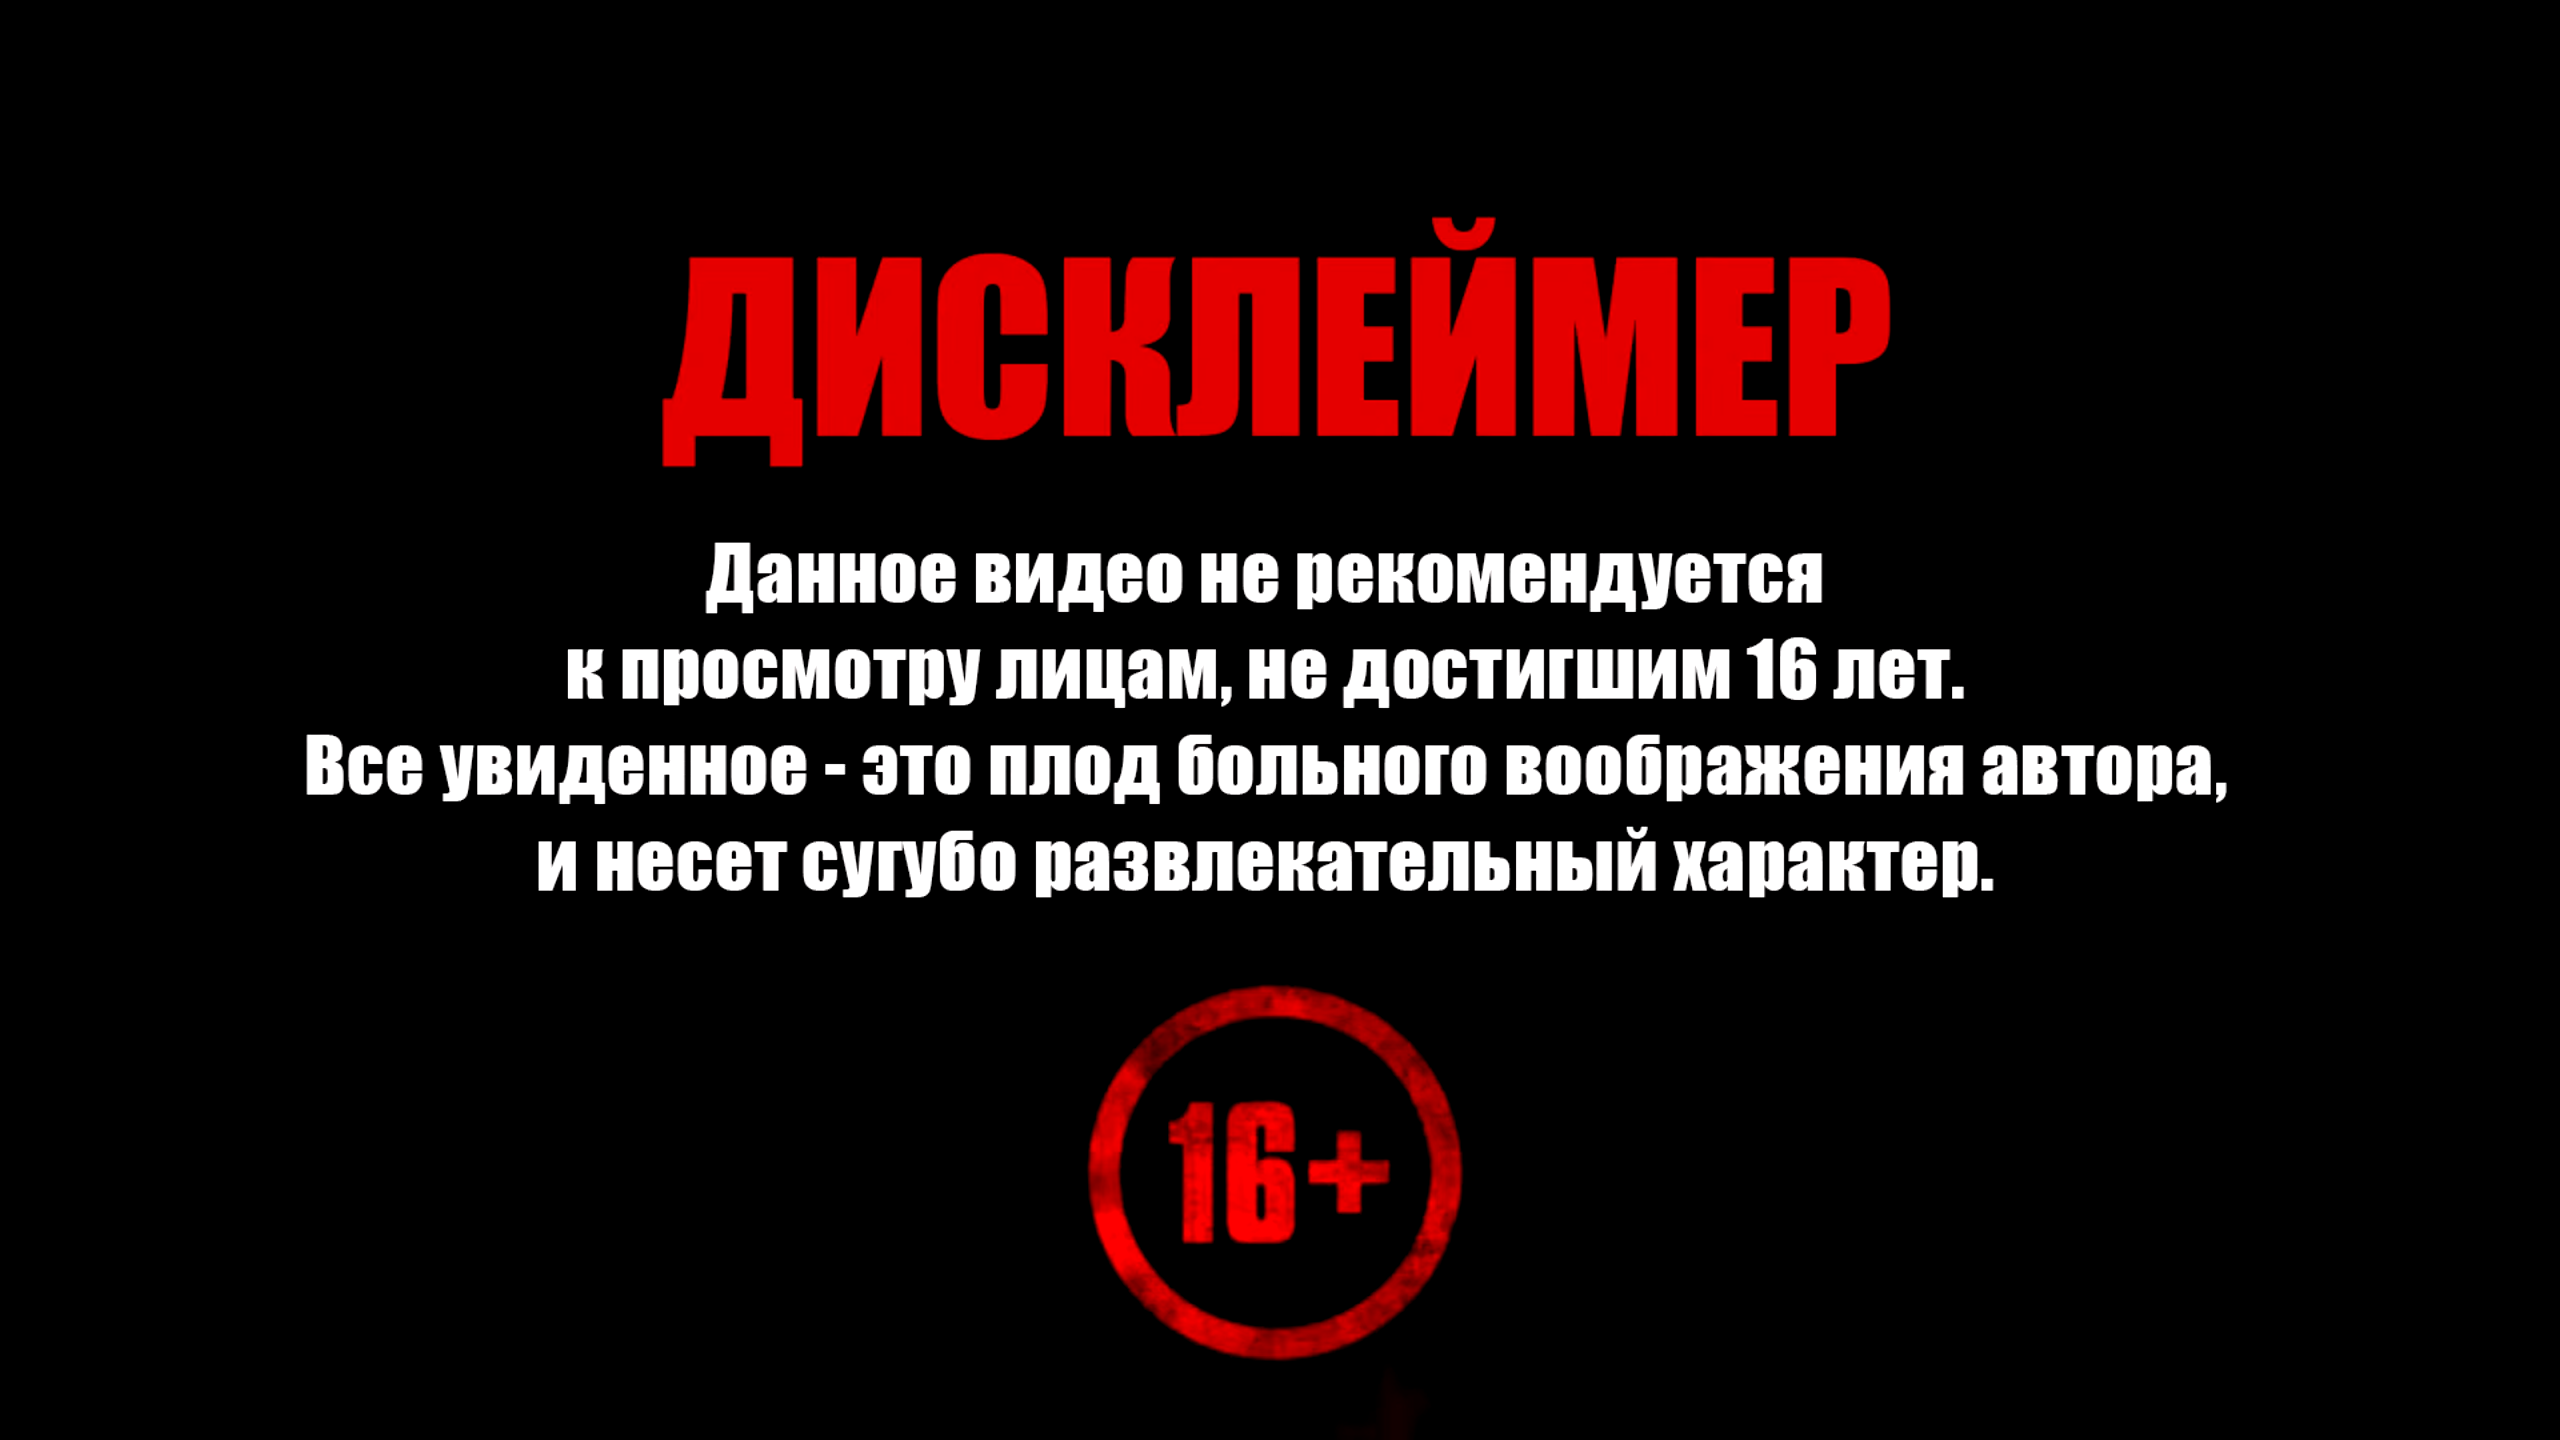 ДИСКЛЕЙМЕР
Данное видео не рекомендуется
к просмотру лицам, не достигшим 16 лет.
Все увиденное - это плод больного воображения автора,
и несет сугубо развлекательный характер.
16+